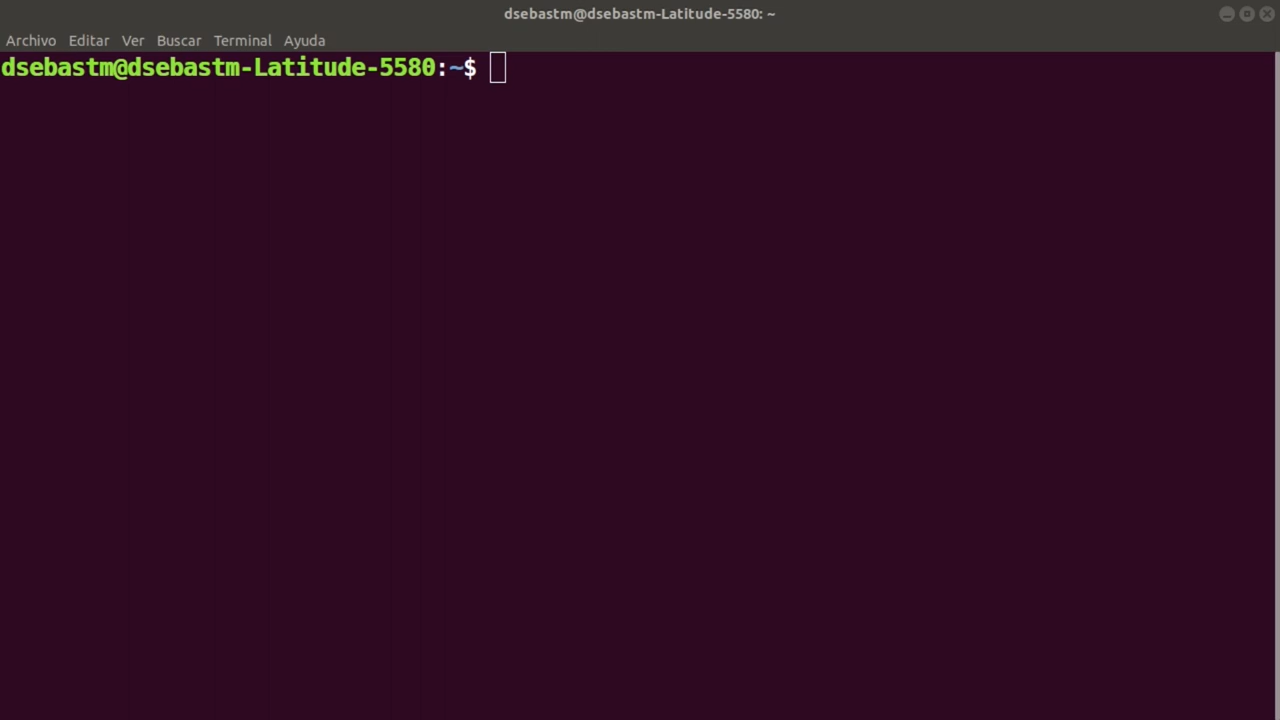 dsebastm@dsebastm-Latitude-5580: ~
Archivo Editar Ver Buscar Terminal Ayuda
dsebastm@dsebastm-Latitude-5580:~$